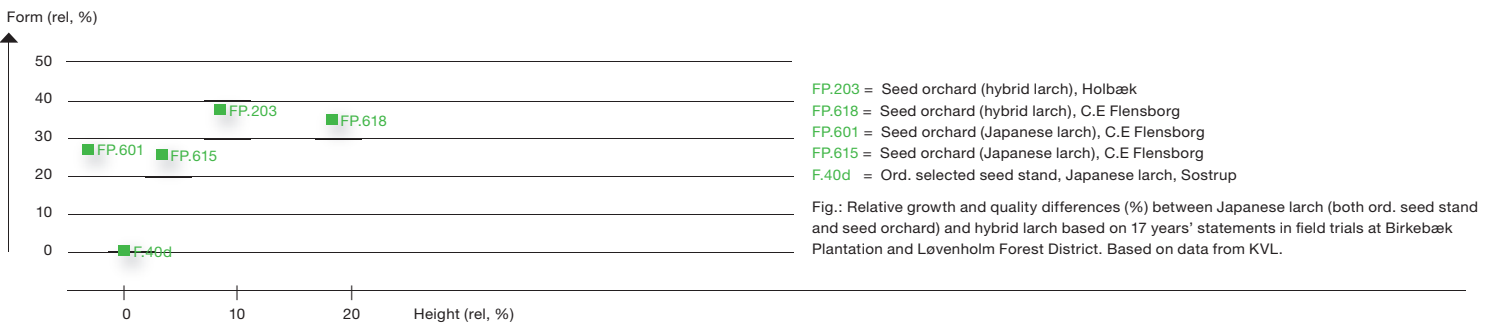 Form (rel, %)
50
40
FP.203
FP.618
30
FP.601
FP.615
20
10
0
F.40d
0 10 20 Height (rel, %)
FP.203 = Seed orchard (hybrid larch), Holbæk
FP.618 = Seed orchard (hybrid larch), C.E Flensborg
FP.601 = Seed orchard (Japanese larch), C.E Flensborg
FP.615 = Seed orchard (Japanese larch), C.E Flensborg
F.40d = Ord. selected seed stand, Japanese larch, Sostrup
Fig.: Relative growth and quality differences (%) between Japanese larch (both ord. seed stand
and seed orchard) and hybrid larch based on 17 years’ statements in field trials at Birkebæk
Plantation and Løvenholm Forest District. Based on data from KVL.